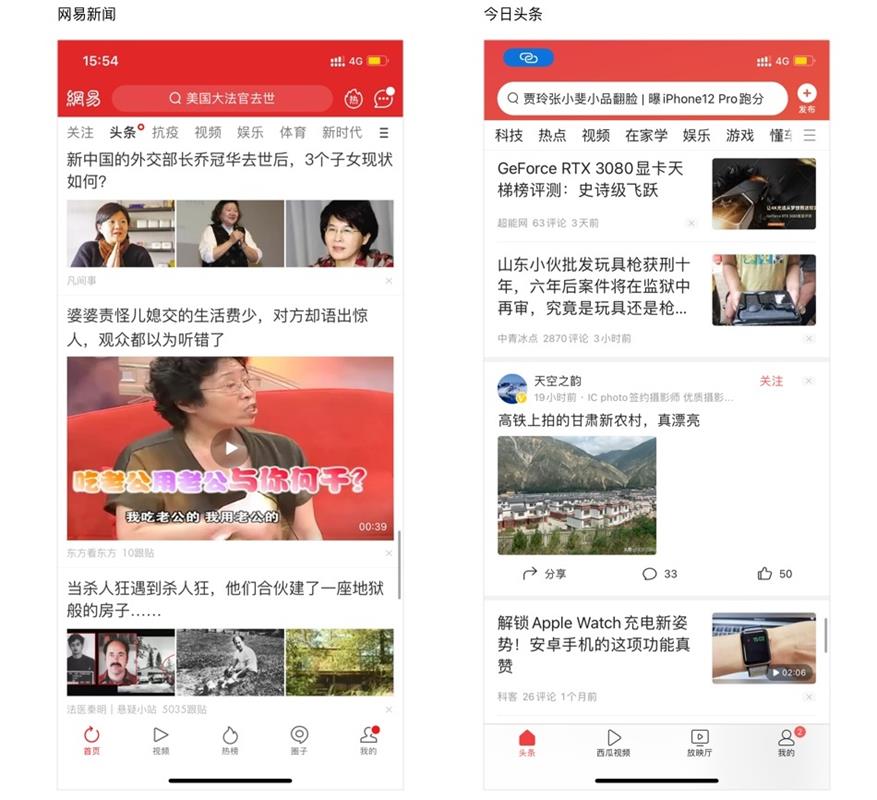 网易新闻
今日头条
15:54
4G
網易
美国大法官去世
热
关注 头条 抗疫 视频 娱乐 体育 新时代
新中国的外交部长乔冠华去世后，3个子女现状
如何?
凡间事
婆婆责怪儿媳交的生活费少，对方却语出惊
人，观众都以为听错了
吃老公用老公与你何干?
我吃老公的 我用老公的
00:39
东方看东方 10跟贴
当杀人狂遇到杀人狂，他们合伙建了一座地狱
般的房子……
法医秦明｜悬疑小站 5035跟贴
首页 视频 热榜 圈子 我的
4G
贾玲张小斐小品翻脸 | 曝iPhone12 Pro跑分
发布
科技 热点 视频 在家学 娱乐 游戏 懂车
GeForce RTX 3080显卡天
梯榜评测：史诗级飞跃
超能网 63评论 3天前
山东小伙批发玩具枪获刑十
年，六年后案件将在监狱中
再审，究竟是玩具还是枪...
中青冰点 2870评论 3小时前
天空之韵
关注
19小时前 · IC photo签约摄影师 优质摄影...
高铁上拍的甘肃新农村，真漂亮
分享 33 50
解锁Apple Watch充电新姿
势！安卓手机的这项功能真
赞
02:06
科客 26评论 1个月前
2
头条 西瓜视频 放映厅 我的